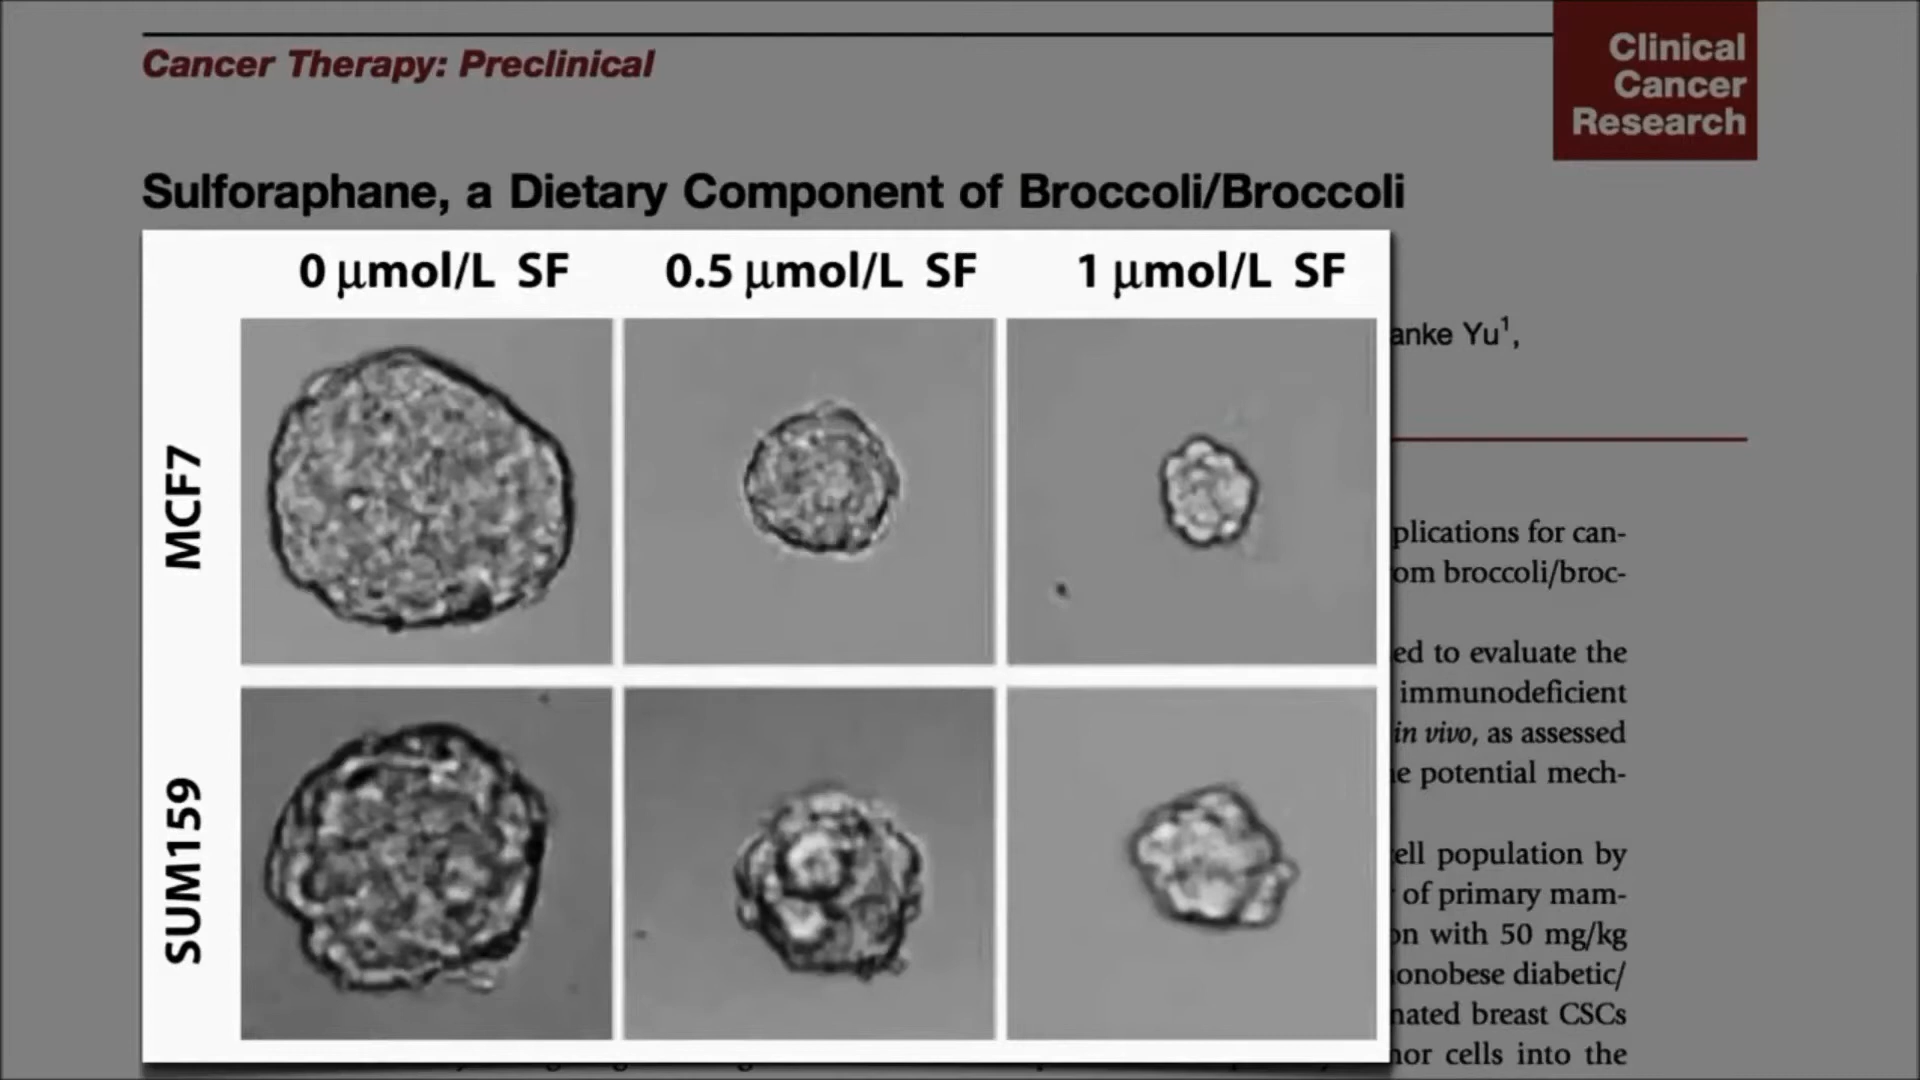 Cancer Therapy: Preclinical
Clinical
Cancer
Research
Sulforaphane, a Dietary Component of Broccoli/Broccoli
0 μmol/L SF 0.5 μmol/L SF 1 μmol/L SF
MCF7
SUM159
anke Yu1,
plications for can-
om broccoli/broc-
ed to evaluate the
immunodeficient
in vivo, as assessed
e potential mech-
ell population by
of primary mam-
on with 50 mg/kg
onobese diabetic/
nated breast CSCs
nor cells into the